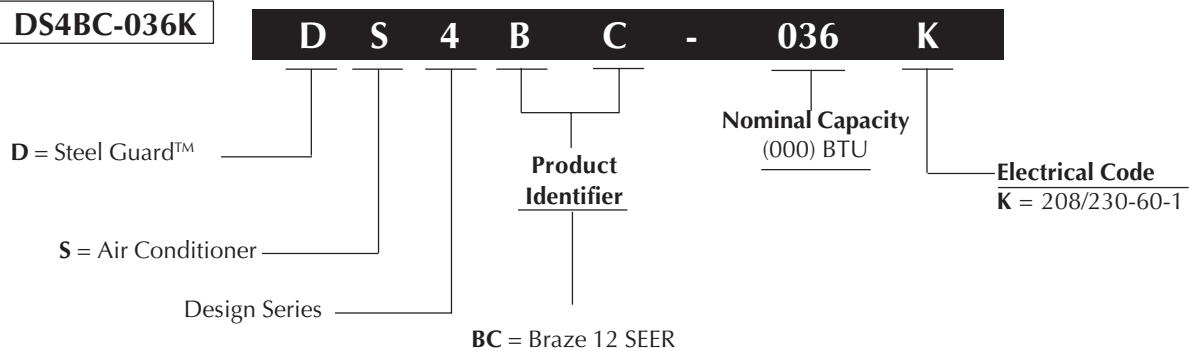 DS4BC-036K
D S 4 B C - 036 K
Nominal Capacity
(000) BTU
D = Steel Guard™
Product
Identifier
Electrical Code
K = 208/230-60-1
S = Air Conditioner
Design Series
BC = Braze 12 SEER